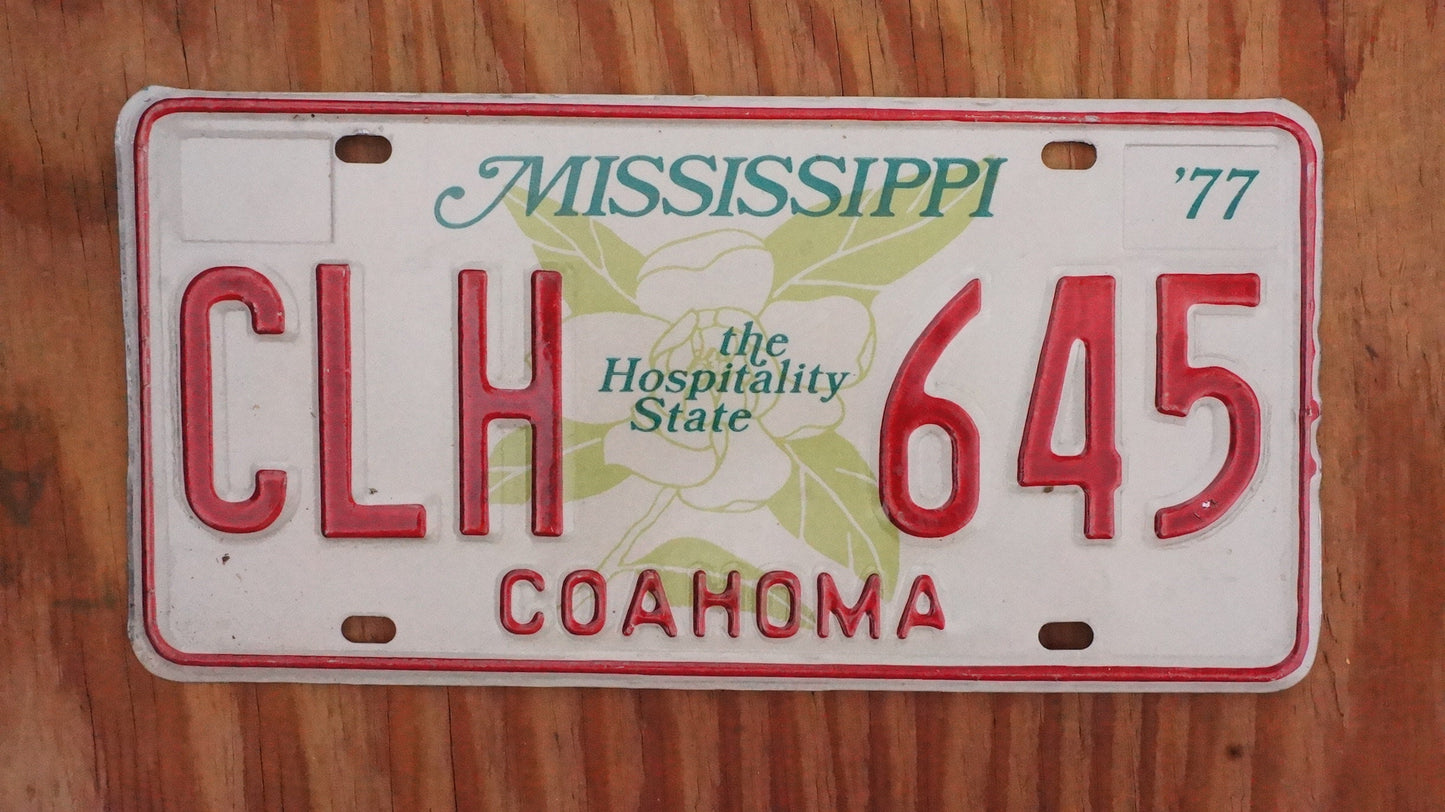 MISSISSIPPI '77
CLH 645
the
Hospitality
State
COAHOMA